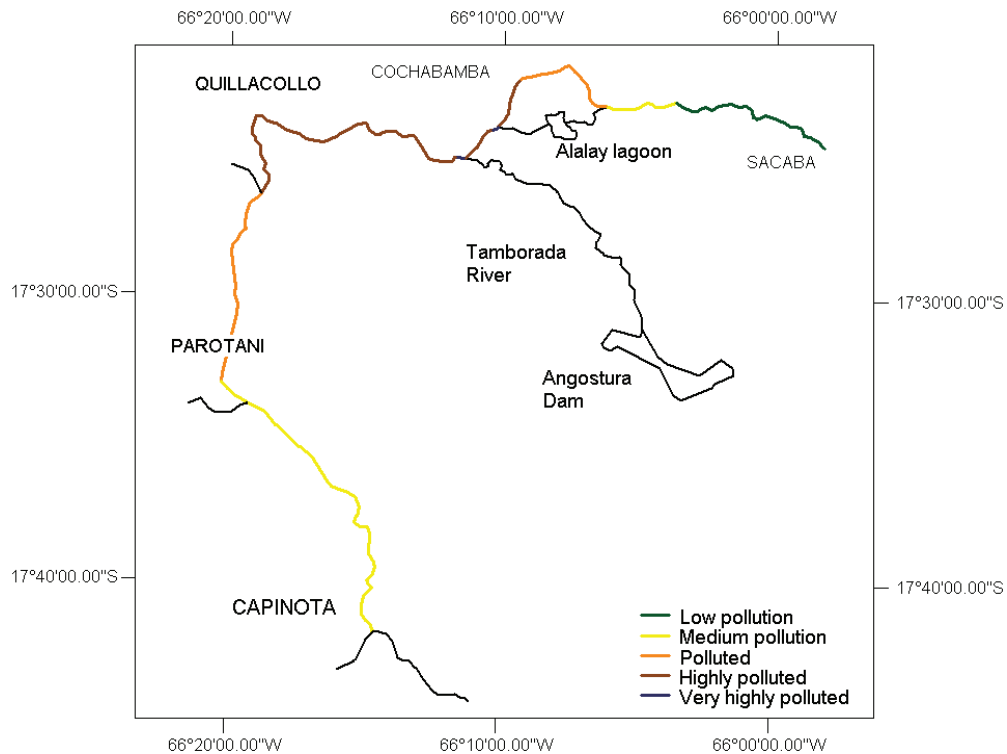 66°20'00.00"W
66°10'00.00"W
66°00'00.00"W
COCHABAMBA
QUILLACOLLO
Alalay lagoon
SACABA
Tamborada
River
17°30'00.00"S
17°30'00.00"S
PAROTANI
Angostura
Dam
17°40'00.00"S
17°40'00.00"S
CAPINOTA
Low pollution
Medium pollution
Polluted
Highly polluted
Very highly polluted
66°20'00.00"W
66°10'00.00"W
66°00'00.00"W